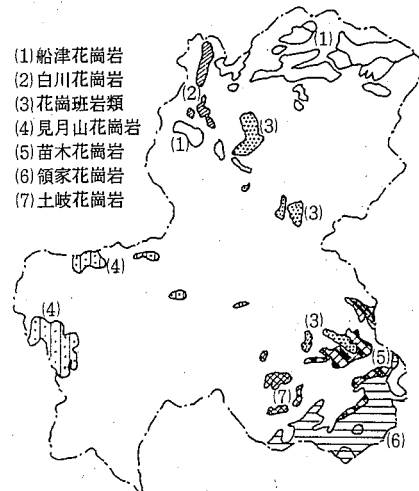 (1)船津花崗岩
(2)白川花崗岩
(3)花崗班岩類
(4)見月山花崗岩
(5)苗木花崗岩
(6)領家花崗岩
(7)土岐花崗岩
(1)
(2)
(3)
(1)
(3)
(4)
(4)
(3)
(5)
(7)
(6)